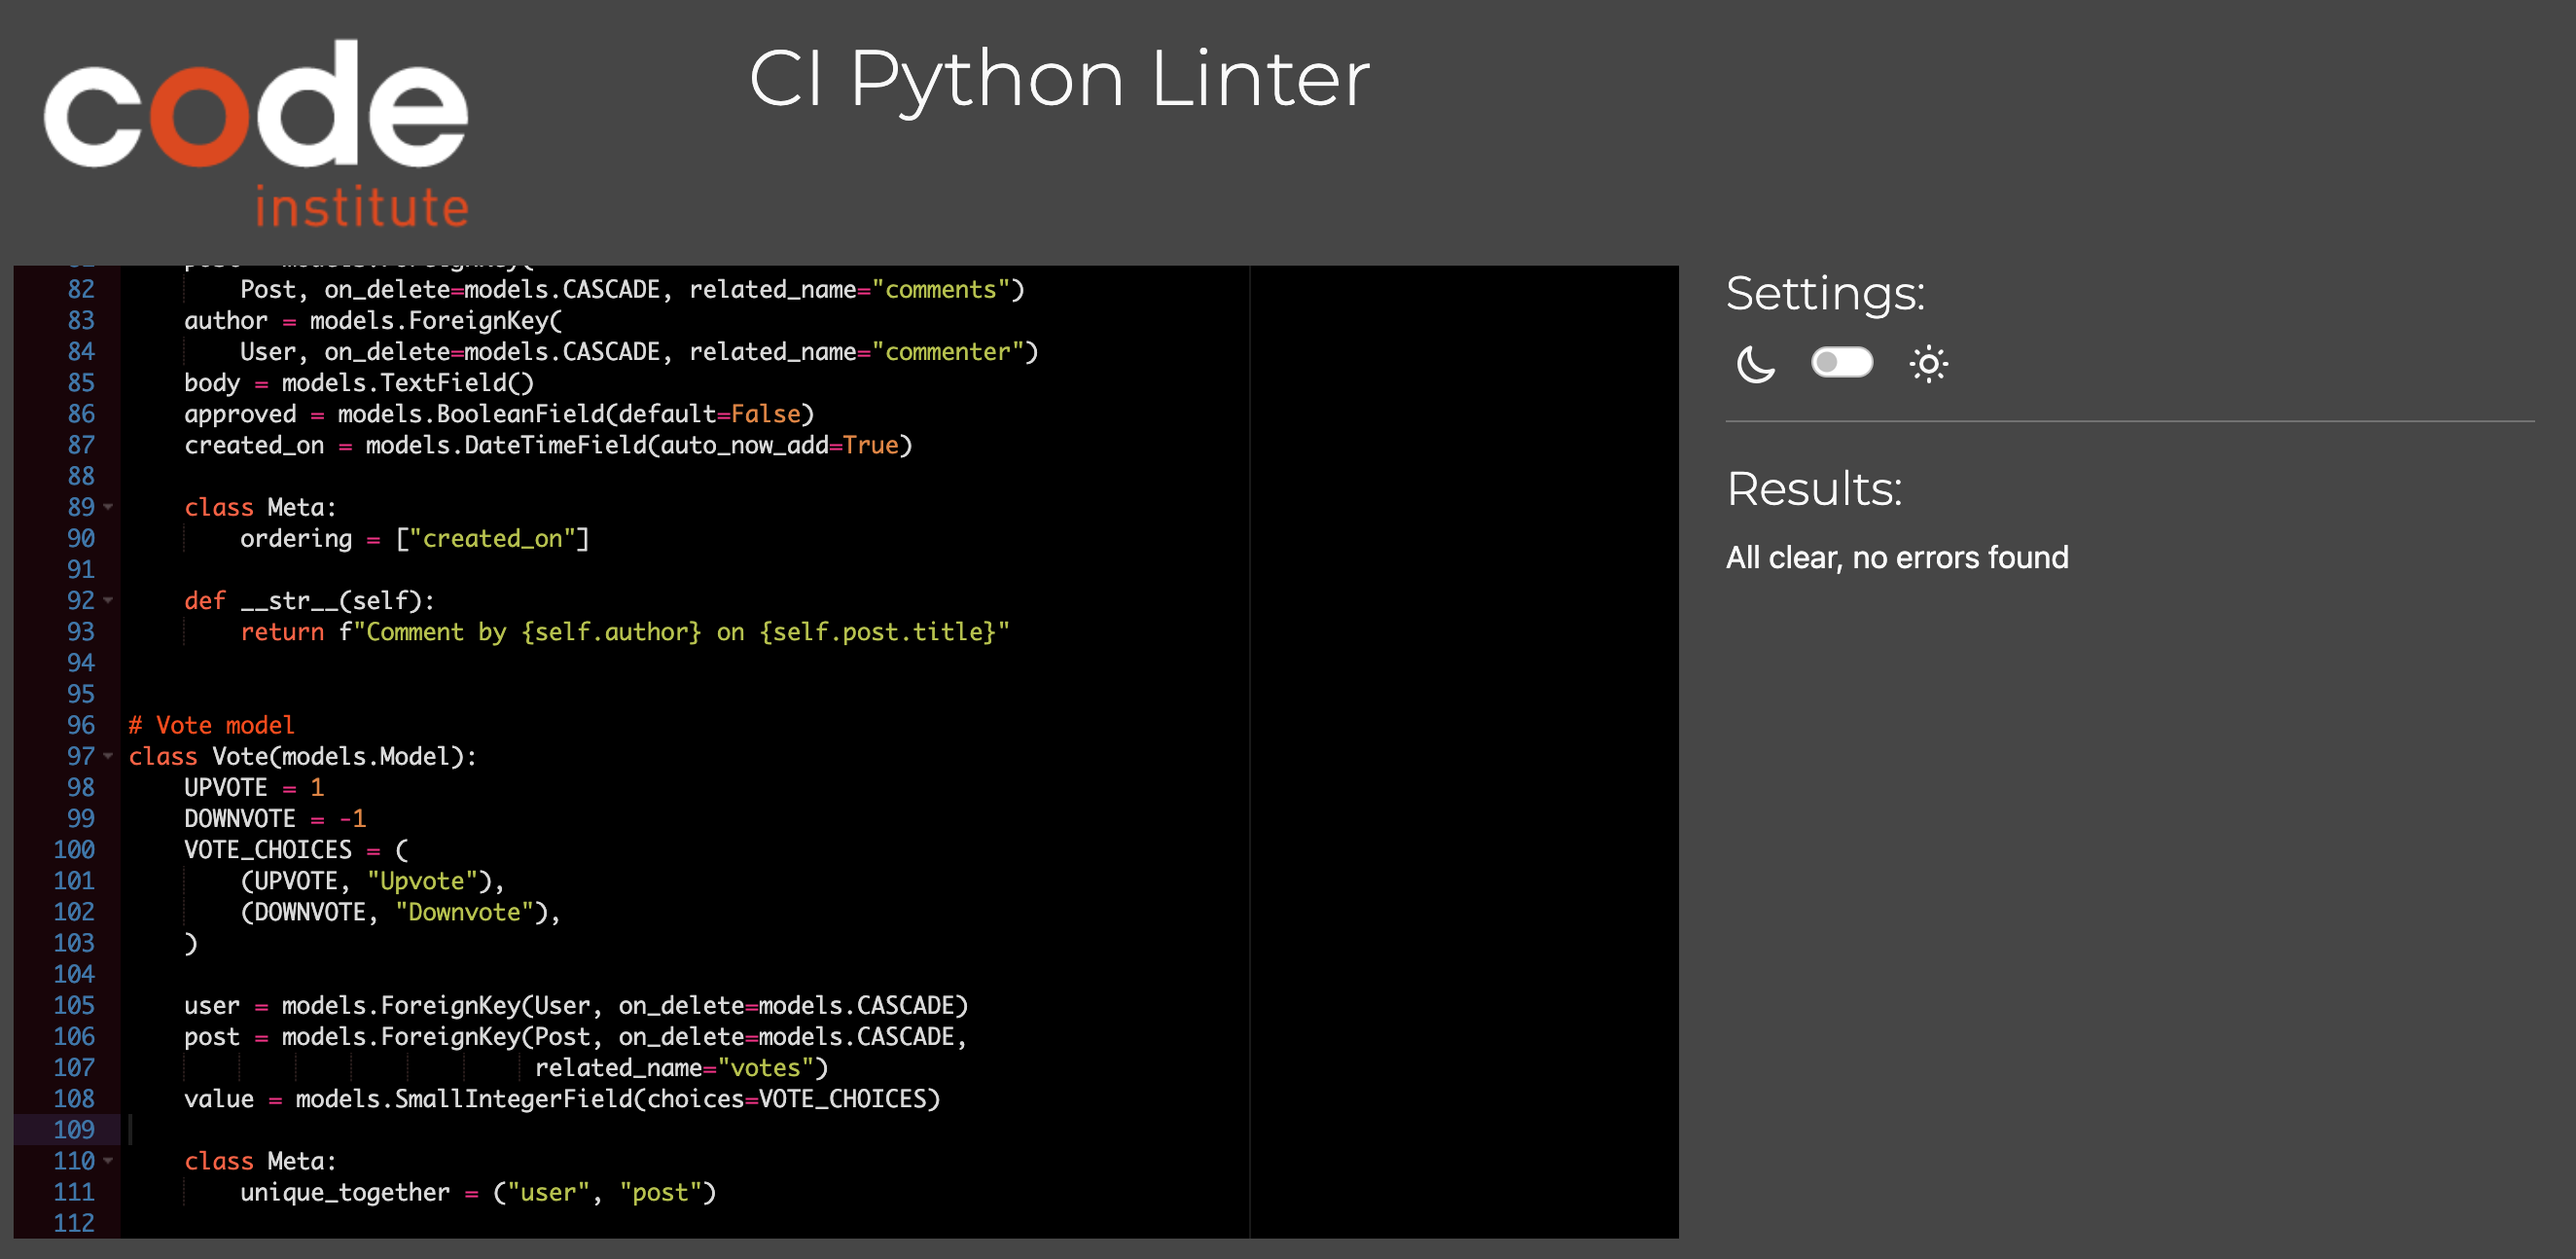 code
institute
CI Python Linter
82 Post, on_delete=models.CASCADE, related_name="comments")
83 author = models.ForeignKey(
84 User, on_delete=models.CASCADE, related_name="commenter")
85 body = models.TextField()
86 approved = models.BooleanField(default=False)
87 created_on = models.DateTimeField(auto_now_add=True)
88
89 class Meta:
90 ordering = ["created_on"]
91
92 def __str__(self):
93 return f"Comment by {self.author} on {self.post.title}"
94
95
96 # Vote model
97 class Vote(models.Model):
98 UPVOTE = 1
99 DOWNVOTE = -1
100 VOTE_CHOICES = (
101 (UPVOTE, "Upvote"),
102 (DOWNVOTE, "Downvote"),
103 )
104
105 user = models.ForeignKey(User, on_delete=models.CASCADE)
106 post = models.ForeignKey(Post, on_delete=models.CASCADE,
107 related_name="votes")
108 value = models.SmallIntegerField(choices=VOTE_CHOICES)
109
110 class Meta:
111 unique_together = ("user", "post")
112
Settings:
Results:
All clear, no errors found